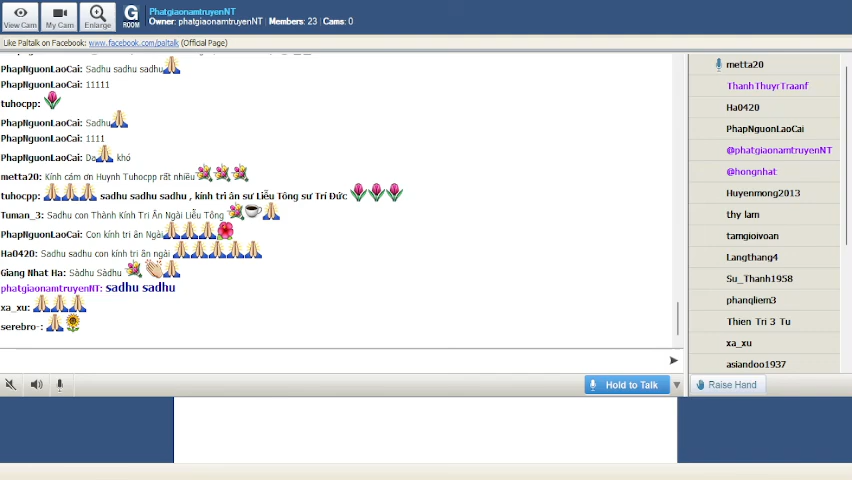 PhatgiaonamtruyenNT
Owner: phatgiaonamtruyenNT | Members: 23 | Cams: 0
View Cam
My Cam
Enlarge
G
ROOM
Like Paltalk on Facebook: www.facebook.com/paltalk (Official Page)
PhapNguonLaoCai: Sadhu sadhu sadhu
PhapNguonLaoCai: 11111
tuhocpp:
PhapNguonLaoCai: Sadhu
PhapNguonLaoCai: 1111
PhapNguonLaoCai: Da khó
metta20: Kính cám ơn Huynh Tuhocpp rất nhiều
tuhocpp: sadhu sadhu sadhu , kính tri ân sư Liễu Tông sư Trí Đức
Tuman_3: Sadhu con Thành Kính Tri Ân Ngài Liễu Tông
PhapNguonLaoCai: Con kính tri ân Ngài
Ha0420: Sadhu sadhu con kính tri ân ngài
Giang Nhat Ha: Sàdhu Sàdhu
phatgiaonamtruyenNT: sadhu sadhu
xa_xu:
serebro-:
Hold to Talk
metta20
ThanhThuyrTraanf
Ha0420
PhapNguonLaoCai
@phatgiaonamtruyenNT
@hongnhat
Huyenmong2013
thy lam
tamgioivoan
Langthang4
Su_Thanh1958
phanqliem3
Thien Tri 3 Tu
xa_xu
asiandoo1937
Raise Hand